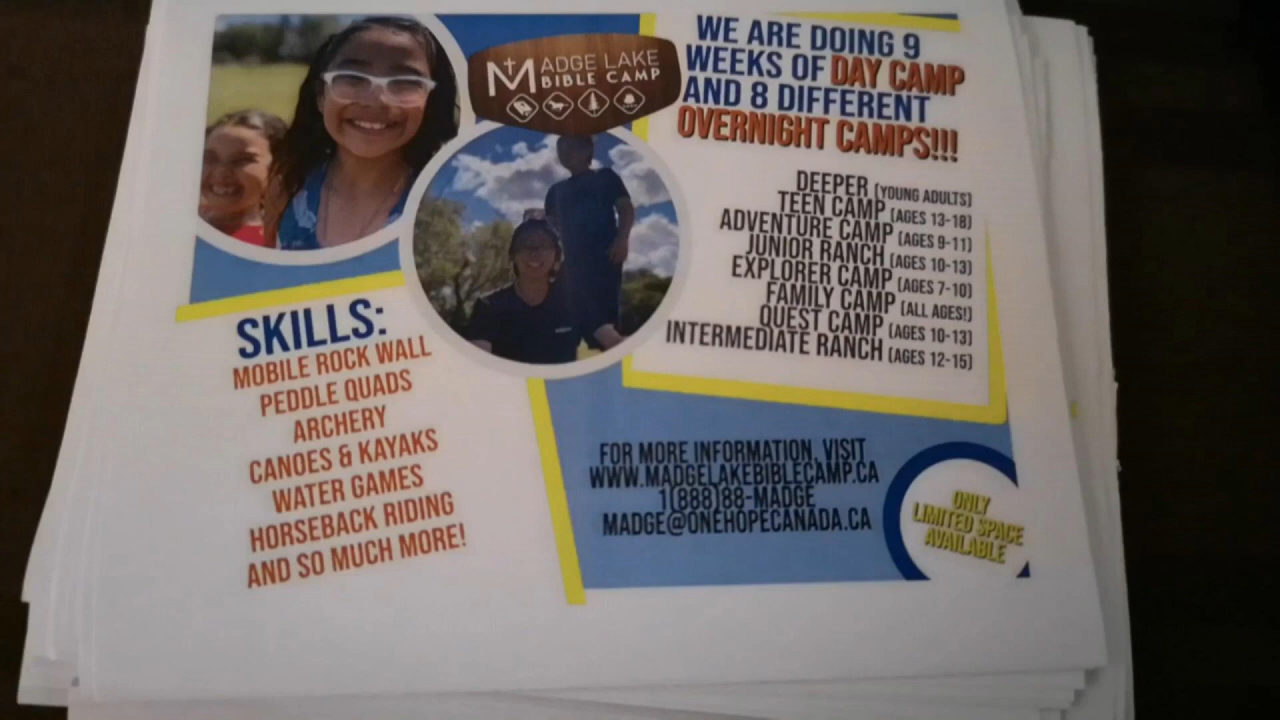 MADGE LAKE
BIBLE CAMP
WE ARE DOING 9
WEEKS OF DAY CAMP
AND 8 DIFFERENT
OVERNIGHT CAMPS!!!
DEEPER (YOUNG ADULTS)
TEEN CAMP (AGES 13-18)
ADVENTURE CAMP (AGES 9-11)
JUNIOR RANCH (AGES 10-13)
EXPLORER CAMP (AGES 7-10)
FAMILY CAMP (ALL AGES!)
QUEST CAMP (AGES 10-13)
INTERMEDIATE RANCH (AGES 12-15)
SKILLS:
MOBILE ROCK WALL
PEDDLE QUADS
ARCHERY
CANOES & KAYAKS
WATER GAMES
HORSEBACK RIDING
AND SO MUCH MORE!
FOR MORE INFORMATION, VISIT
WWW.MADGELAKEBIBLECAMP.CA
1(888)88-MADGE
MADGE@ONEHOPECANADA.CA
ONLY
LIMITED SPACE
AVAILABLE